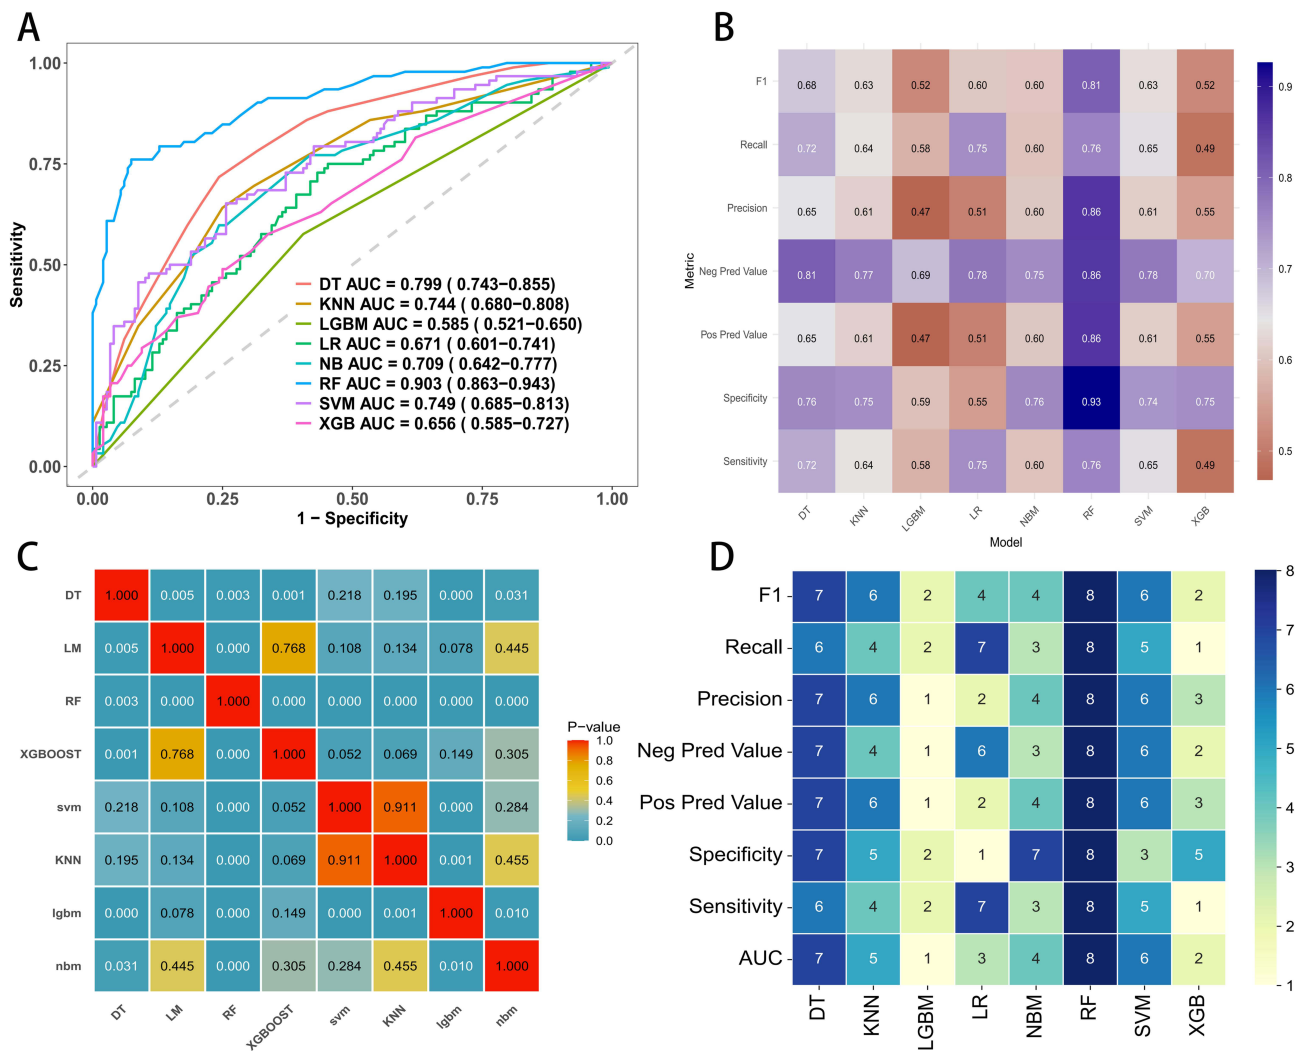 A
1.00
0.75
0.50
0.25
0.00
Sensitivity
DT AUC = 0.799 ( 0.743−0.855)
KNN AUC = 0.744 ( 0.680−0.808)
LGBM AUC = 0.585 ( 0.521−0.650)
LR AUC = 0.671 ( 0.601−0.741)
NB AUC = 0.709 ( 0.642−0.777)
RF AUC = 0.903 ( 0.863−0.943)
SVM AUC = 0.749 ( 0.685−0.813)
XGB AUC = 0.656 ( 0.585−0.727)
0.00 0.25 0.50 0.75 1.00
1 − Specificity
B
Metric
F1 0.68 0.63 0.52 0.60 0.60 0.81 0.63 0.52
Recall 0.72 0.64 0.58 0.75 0.60 0.76 0.65 0.49
Precision 0.65 0.61 0.47 0.51 0.60 0.86 0.61 0.55
Neg Pred Value 0.81 0.77 0.69 0.78 0.75 0.86 0.78 0.70
Pos Pred Value 0.65 0.61 0.47 0.51 0.60 0.86 0.61 0.55
Specificity 0.76 0.75 0.59 0.55 0.76 0.93 0.74 0.75
Sensitivity 0.72 0.64 0.58 0.75 0.60 0.76 0.65 0.49
DT KNN LGBM LR NBM RF SVM XGB
Model
0.9
0.8
0.7
0.6
0.5
C
DT 1.000 0.005 0.003 0.001 0.218 0.195 0.000 0.031
LM 0.005 1.000 0.000 0.768 0.108 0.134 0.078 0.445
RF 0.003 0.000 1.000 0.000 0.000 0.000 0.000 0.000
XGBOOST 0.001 0.768 0.000 1.000 0.052 0.069 0.149 0.305
svm 0.218 0.108 0.000 0.052 1.000 0.911 0.000 0.284
KNN 0.195 0.134 0.000 0.069 0.911 1.000 0.001 0.455
lgbm 0.000 0.078 0.000 0.149 0.000 0.001 1.000 0.010
nbm 0.031 0.445 0.000 0.305 0.284 0.455 0.010 1.000
DT LM RF XGBOOST svm KNN lgbm nbm
P−value
1.0
0.8
0.6
0.4
0.2
0.0
D
F1 7 6 2 4 4 8 6 2
Recall 6 4 2 7 3 8 5 1
Precision 7 6 1 2 4 8 6 3
Neg Pred Value 7 4 1 6 3 8 6 2
Pos Pred Value 7 6 1 2 4 8 6 3
Specificity 7 5 2 1 7 8 3 5
Sensitivity 6 4 2 7 3 8 5 1
AUC 7 5 1 3 4 8 6 2
DT KNN LGBM LR NBM RF SVM XGB
8
7
6
5
4
3
2
1